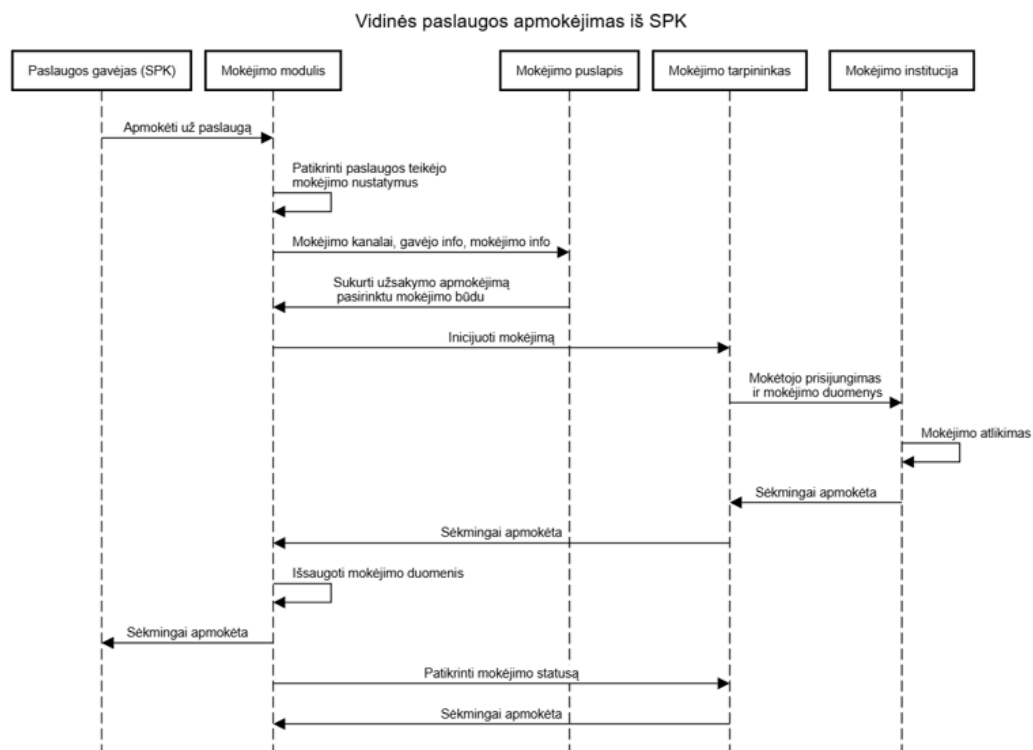 Vidinės paslaugos apmokėjimas iš SPK
Paslaugos gavėjas (SPK)
Mokėjimo modulis
Mokėjimo puslapis
Mokėjimo tarpininkas
Mokėjimo institucija
Apmokėti už paslaugą
Patikrinti paslaugos teikėjo
mokėjimo nustatymus
Mokėjimo kanalai, gavėjo info, mokėjimo info
Sukurti užsakymo apmokėjimą
pasirinktu mokėjimo būdu
Inicijuoti mokėjimą
Mokėtojo prisijungimas
ir mokėjimo duomenys
Mokėjimo atlikimas
Sėkmingai apmokėta
Sėkmingai apmokėta
Išsaugoti mokėjimo duomenis
Sėkmingai apmokėta
Patikrinti mokėjimo statusą
Sėkmingai apmokėta